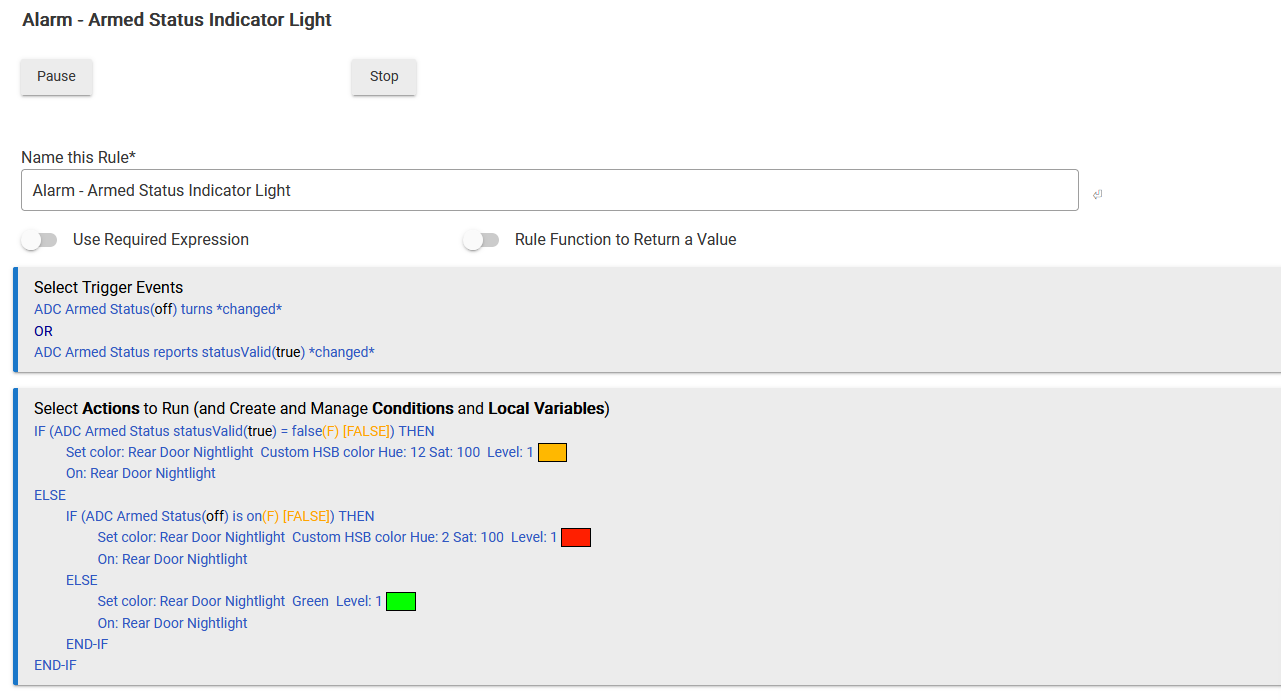 Alarm - Armed Status Indicator Light
Pause
Stop
Name this Rule*
Alarm - Armed Status Indicator Light
Use Required Expression
Rule Function to Return a Value
Select Trigger Events
ADC Armed Status(off) turns *changed*
OR
ADC Armed Status reports statusValid(true) *changed*
Select Actions to Run (and Create and Manage Conditions and Local Variables)
IF (ADC Armed Status statusValid(true) = false(F) [FALSE]) THEN
Set color: Rear Door Nightlight  Custom HSB color Hue: 12 Sat: 100  Level: 1
On: Rear Door Nightlight
ELSE
IF (ADC Armed Status(off) is on(F) [FALSE]) THEN
Set color: Rear Door Nightlight  Custom HSB color Hue: 2 Sat: 100  Level: 1
On: Rear Door Nightlight
ELSE
Set color: Rear Door Nightlight  Green  Level: 1
On: Rear Door Nightlight
END-IF
END-IF